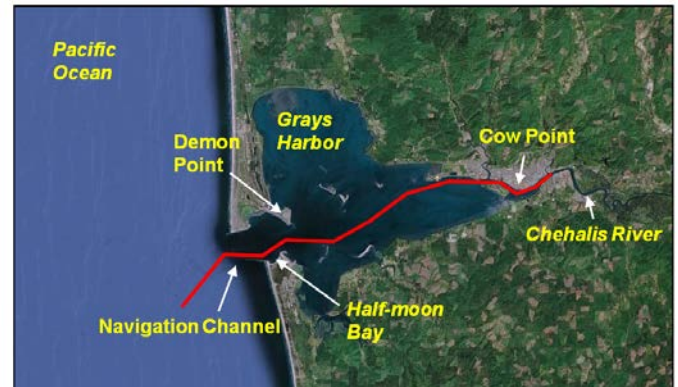 Pacific
Ocean
Grays
Harbor
Demon
Point
Cow Point
Chehalis River
Navigation Channel
Half-moon
Bay